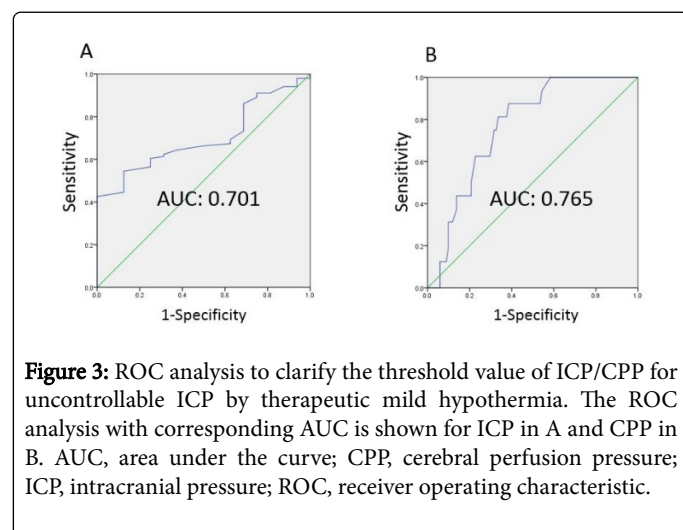 A
B
1.0
0.8
0.6
0.4
0.2
0.0
Sensitivity
AUC: 0.701
0.0 0.2 0.4 0.6 0.8 1.0
1-Specificity
1.0
0.8
0.6
0.4
0.2
0.0
Sensitivity
AUC: 0.765
0.0 0.2 0.4 0.6 0.8 1.0
1-Specificity
Figure 3: ROC analysis to clarify the threshold value of ICP/CPP for
uncontrollable ICP by therapeutic mild hypothermia. The ROC
analysis with corresponding AUC is shown for ICP in A and CPP in
B. AUC, area under the curve; CPP, cerebral perfusion pressure;
ICP, intracranial pressure; ROC, receiver operating characteristic.